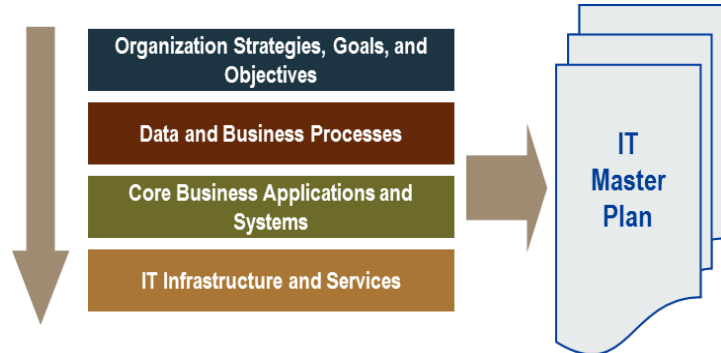 Organization Strategies, Goals, and
Objectives
Data and Business Processes
Core Business Applications and
Systems
IT Infrastructure and Services
IT
Master
Plan